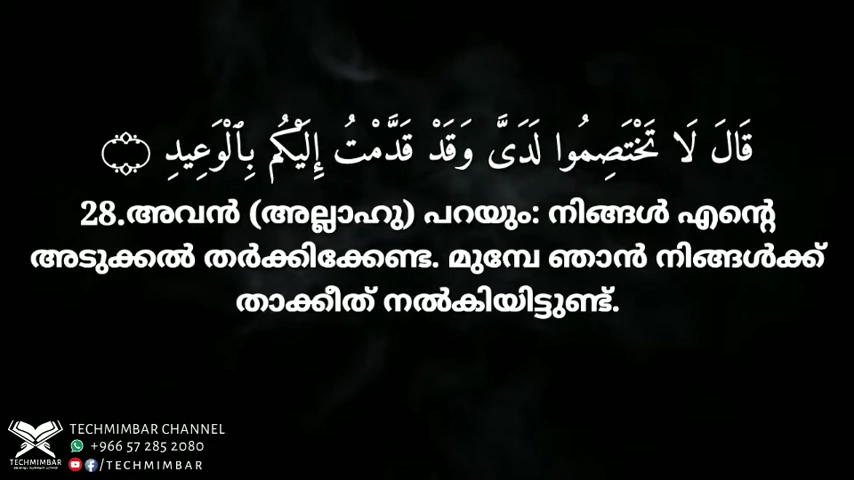 قَالَ لَا تَخْتَصِمُوا لَدَىَّ وَقَدْ قَدَّمْتُ إِلَيْكُم بِٱلْوَعِيدِ
28.അവൻ (അല്ലാഹു) പറയും: നിങ്ങൾ എന്റെ
അടുക്കൽ തർക്കിക്കേണ്ട. മുമ്പേ ഞാൻ നിങ്ങൾക്ക്
താക്കീത് നൽകിയിട്ടുണ്ട്.
TECHMIMBAR CHANNEL
+966 57 285 2080
/TECHMIMBAR
TECHMIMBAR